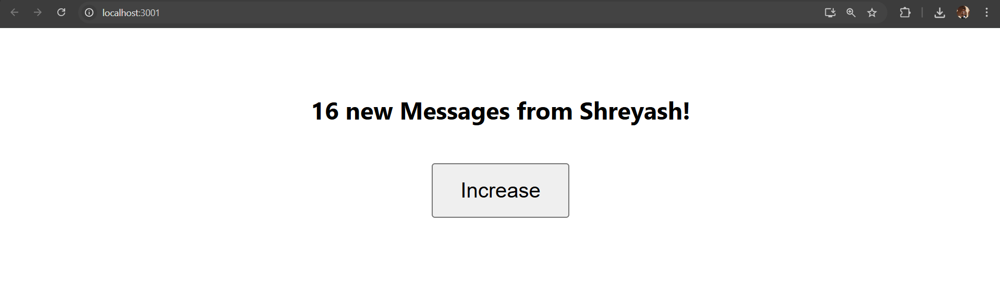 localhost:3001
16 new Messages from Shreyash!
Increase